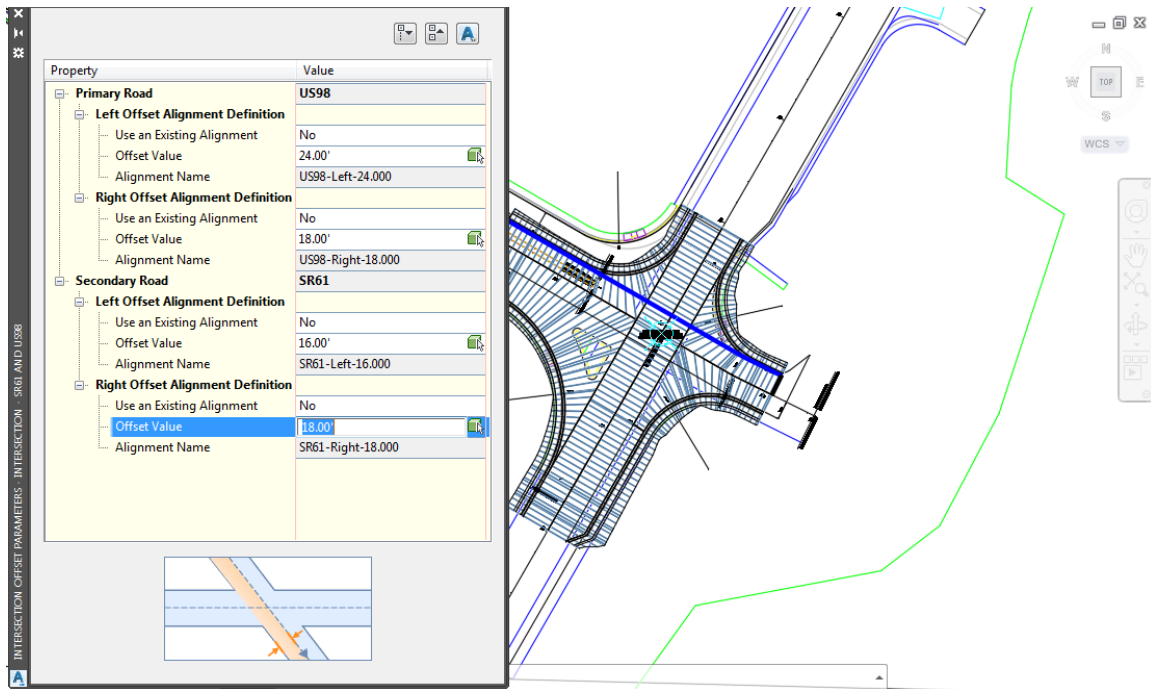 Property Value
Primary Road US98
Left Offset Alignment Definition
Use an Existing Alignment No
Offset Value 24.00'
Alignment Name US98-Left-24.000
Right Offset Alignment Definition
Use an Existing Alignment No
Offset Value 18.00'
Alignment Name US98-Right-18.000
Secondary Road SR61
Left Offset Alignment Definition
Use an Existing Alignment No
Offset Value 16.00'
Alignment Name SR61-Left-16.000
Right Offset Alignment Definition
Use an Existing Alignment No
Offset Value 18.00'
Alignment Name SR61-Right-18.000
INTERSECTION OFFSET PARAMETERS - INTERSECTION - SR61 AND US98
N
W TOP E
S
WCS